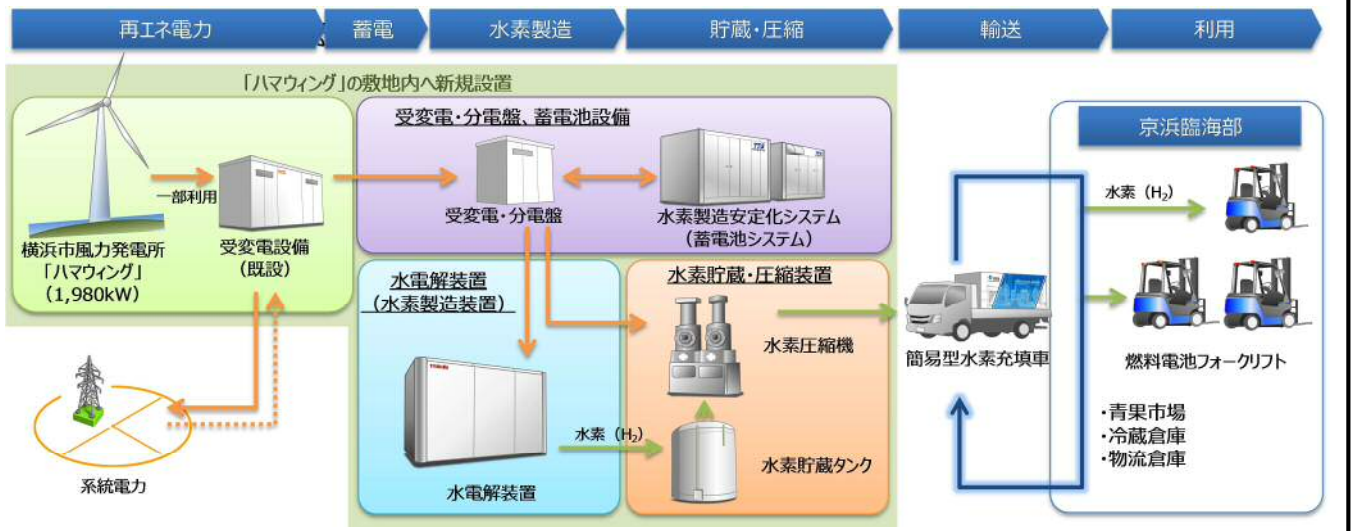 再エネ電力
蓄電
水素製造
貯蔵・圧縮
輸送
利用
「ハマウィング」の敷地内へ新規設置
一部利用
横浜市風力発電所
「ハマウィング」
（1,980kW）
受変電設備
（既設）
系統電力
受変電・分電盤、蓄電池設備
受変電・分電盤
水素製造安定化システム
（蓄電池システム）
水電解装置
（水素製造装置）
水電解装置
水素（H₂）
水素貯蔵・圧縮装置
水素圧縮機
水素貯蔵タンク
簡易型水素充填車
京浜臨海部
水素（H₂）
燃料電池フォークリフト
・青果市場
・冷蔵倉庫
・物流倉庫